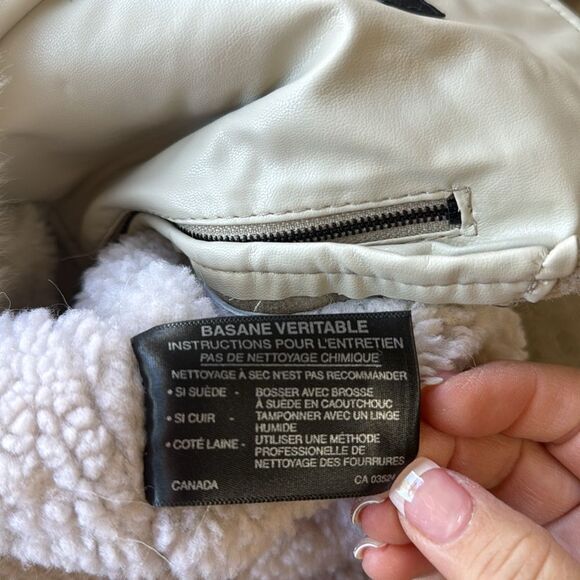 BASANE VERITABLE
INSTRUCTIONS POUR L'ENTRETIEN
PAS DE NETTOYAGE CHIMIQUE
NETTOYAGE À SEC N'EST PAS RECOMMANDER
• SI SUÈDE - BOSSER AVEC BROSSE
À SUÈDE EN CAOUTCHOUC
• SI CUIR - TAMPONNER AVEC UN LINGE
HUMIDE
• COTÉ LAINE - UTILISER UNE MÉTHODE
PROFESSIONELLE DE
NETTOYAGE DES FOURRURES
CANADA CA 03524